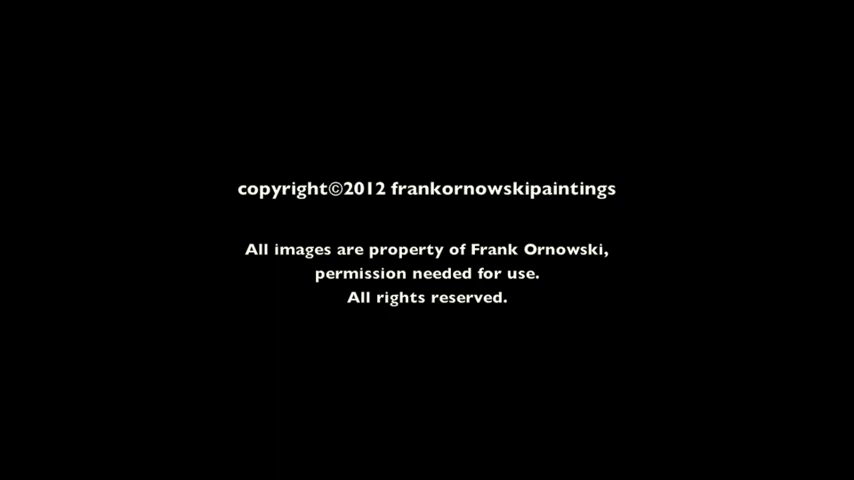 copyright©2012 frankornowskipaintings
All images are property of Frank Ornowski,
permission needed for use.
All rights reserved.